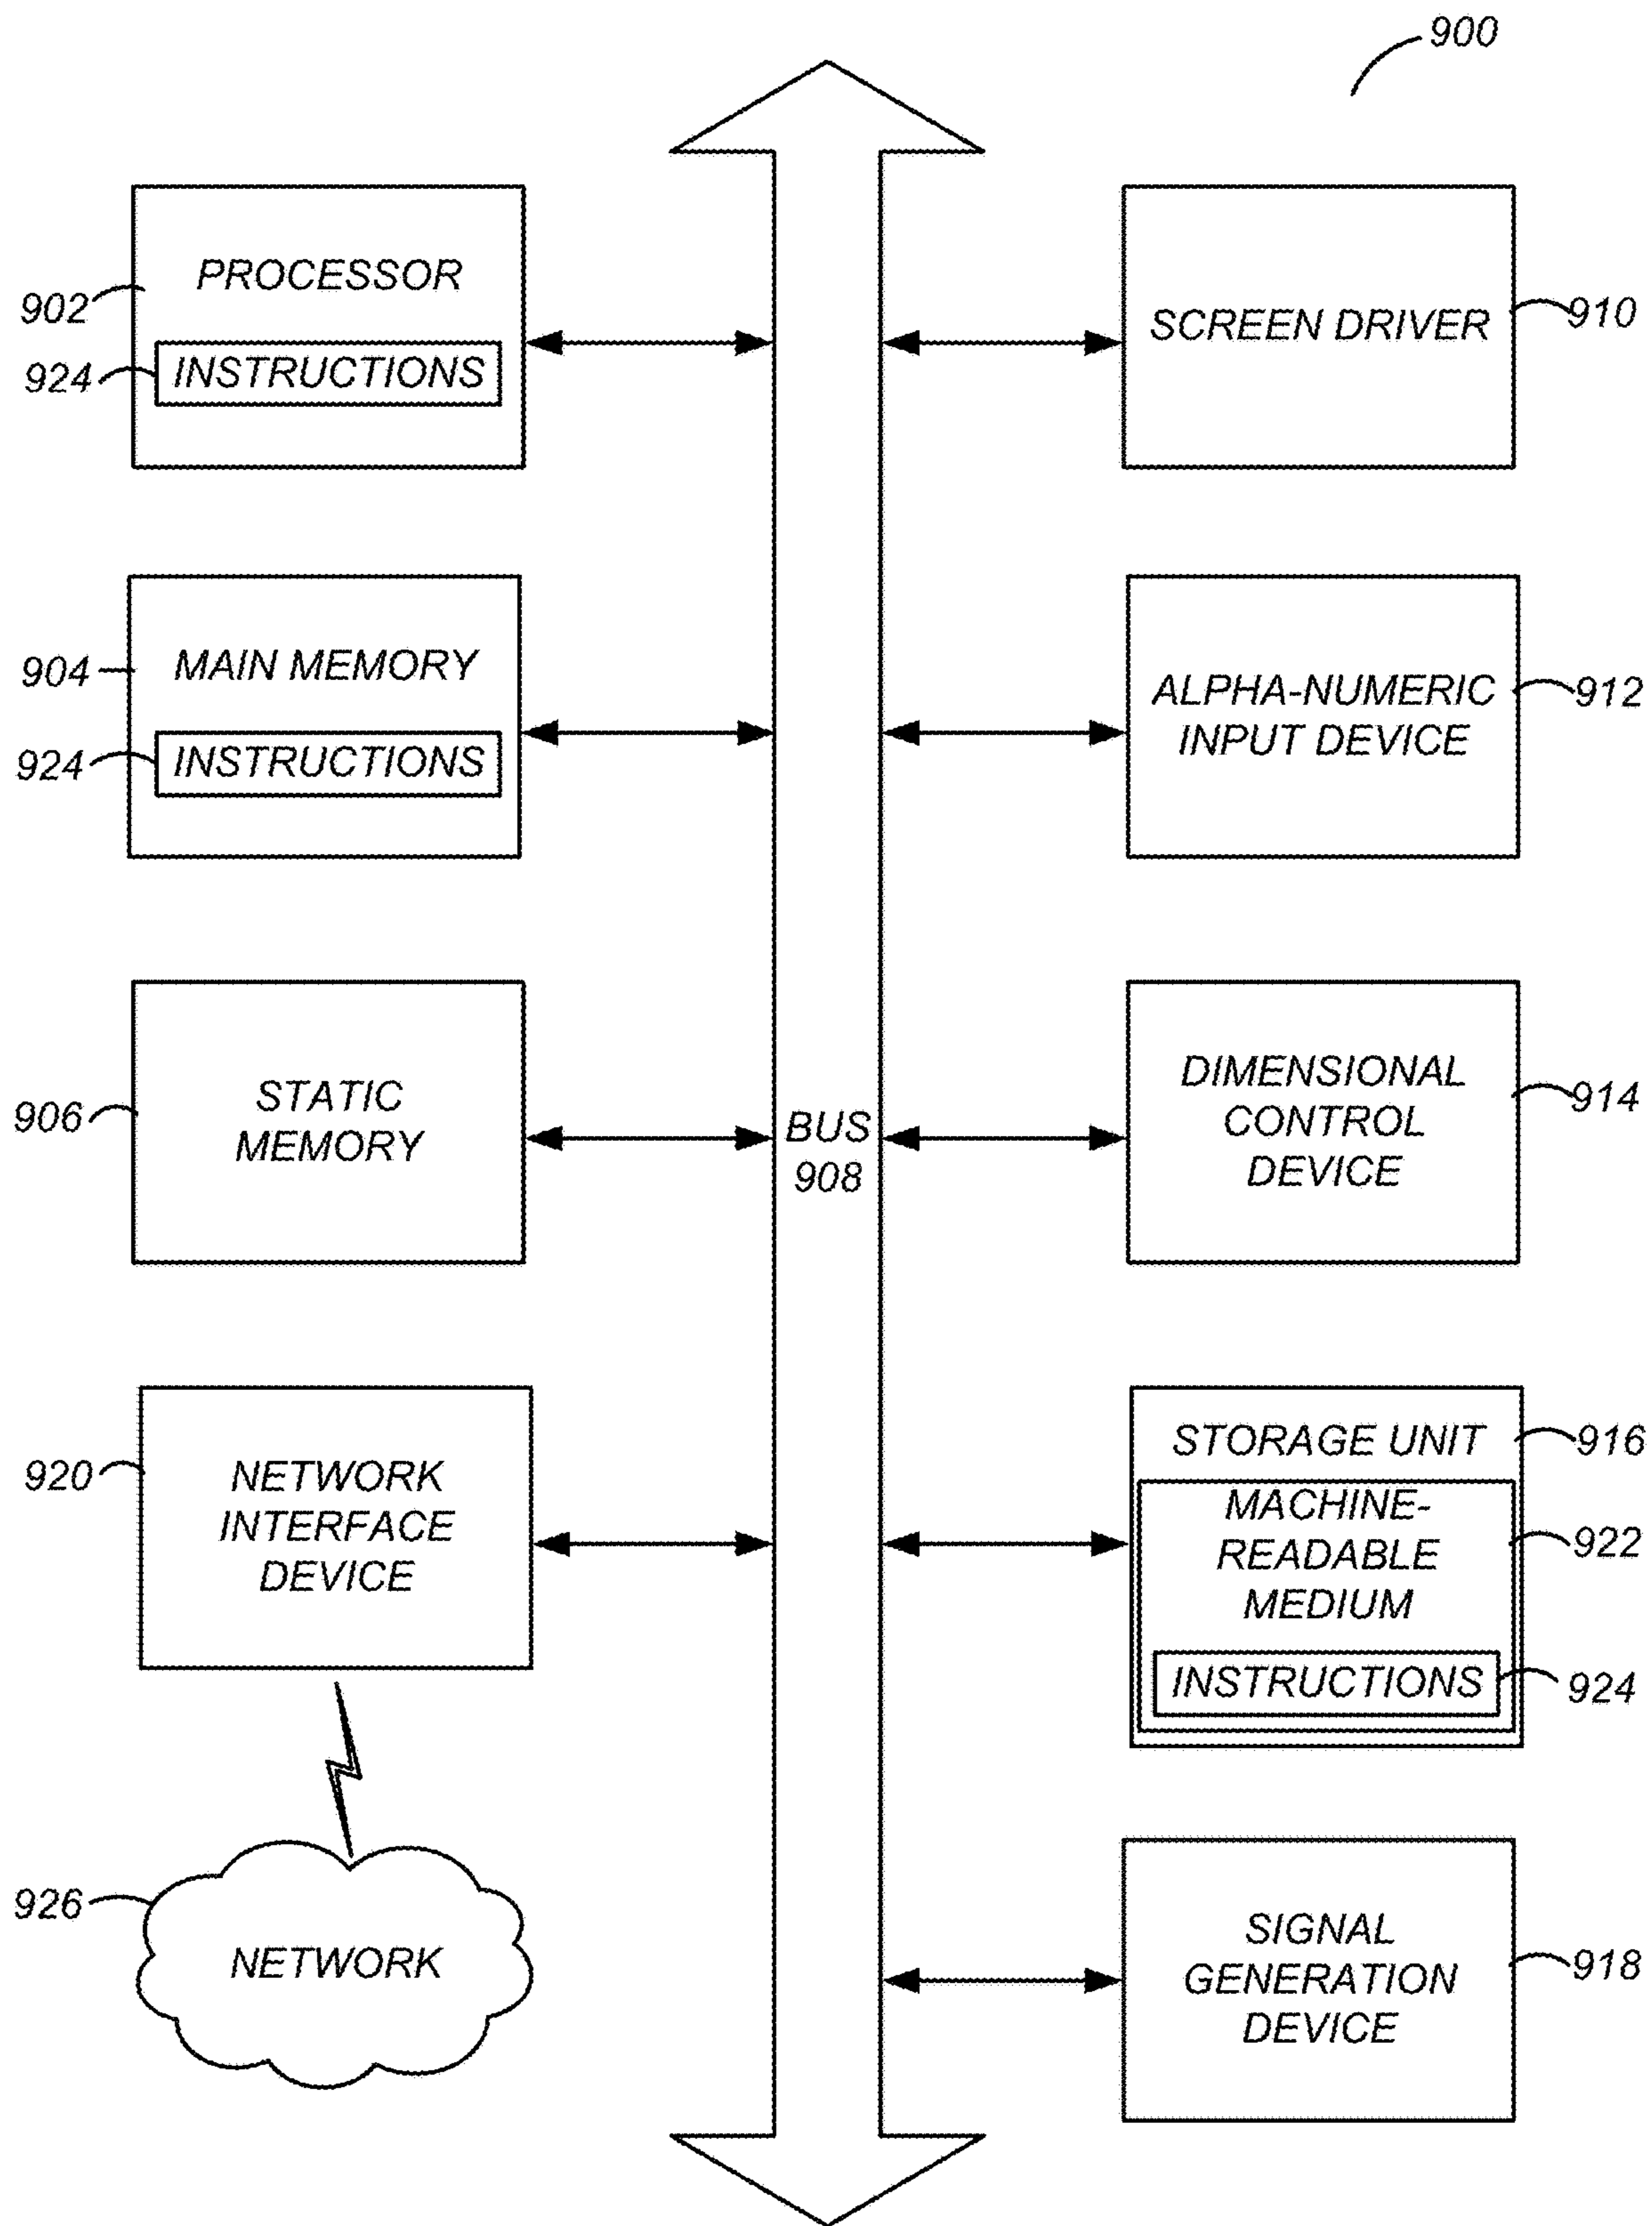 900
PROCESSOR
902
INSTRUCTIONS
924
SCREEN DRIVER
910
MAIN MEMORY
904
INSTRUCTIONS
924
ALPHA-NUMERIC
INPUT DEVICE
912
STATIC
MEMORY
906
BUS
908
DIMENSIONAL
CONTROL
DEVICE
914
NETWORK
INTERFACE
DEVICE
920
STORAGE UNIT
916
MACHINE-
READABLE
MEDIUM
922
INSTRUCTIONS
924
NETWORK
926
SIGNAL
GENERATION
DEVICE
918